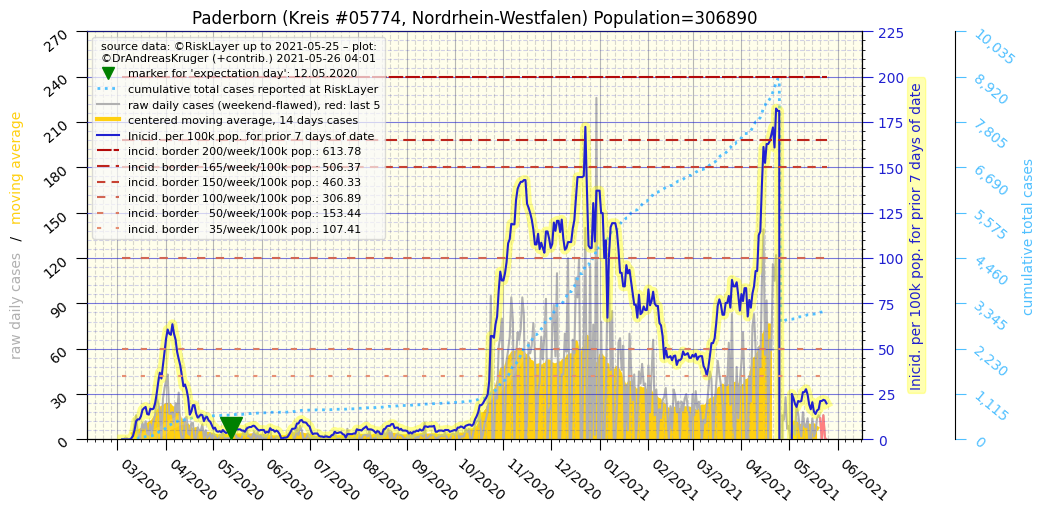 Paderborn (Kreis #05774, Nordrhein-Westfalen) Population=306890
source data: ©RiskLayer up to 2021-05-25 – plot:
©DrAndreasKruger (+contrib.) 2021-05-26 04:01
marker for 'expectation day': 12.05.2020
cumulative total cases reported at RiskLayer
raw daily cases (weekend-flawed), red: last 5
centered moving average, 14 days cases
Inicid. per 100k pop. for prior 7 days of date
incid. border 200/week/100k pop.: 613.78
incid. border 165/week/100k pop.: 506.37
incid. border 150/week/100k pop.: 460.33
incid. border 100/week/100k pop.: 306.89
incid. border 50/week/100k pop.: 153.44
incid. border 35/week/100k pop.: 107.41
raw daily cases / moving average
270
240
210
180
150
120
90
60
30
0
225
200
175
150
125
100
75
50
25
0
Inicid. per 100k pop. for prior 7 days of date
10,035
8,920
7,805
6,690
5,575
4,460
3,345
2,230
1,115
0
cumulative total cases
03/2020
04/2020
05/2020
06/2020
07/2020
08/2020
09/2020
10/2020
11/2020
12/2020
01/2021
02/2021
03/2021
04/2021
05/2021
06/2021